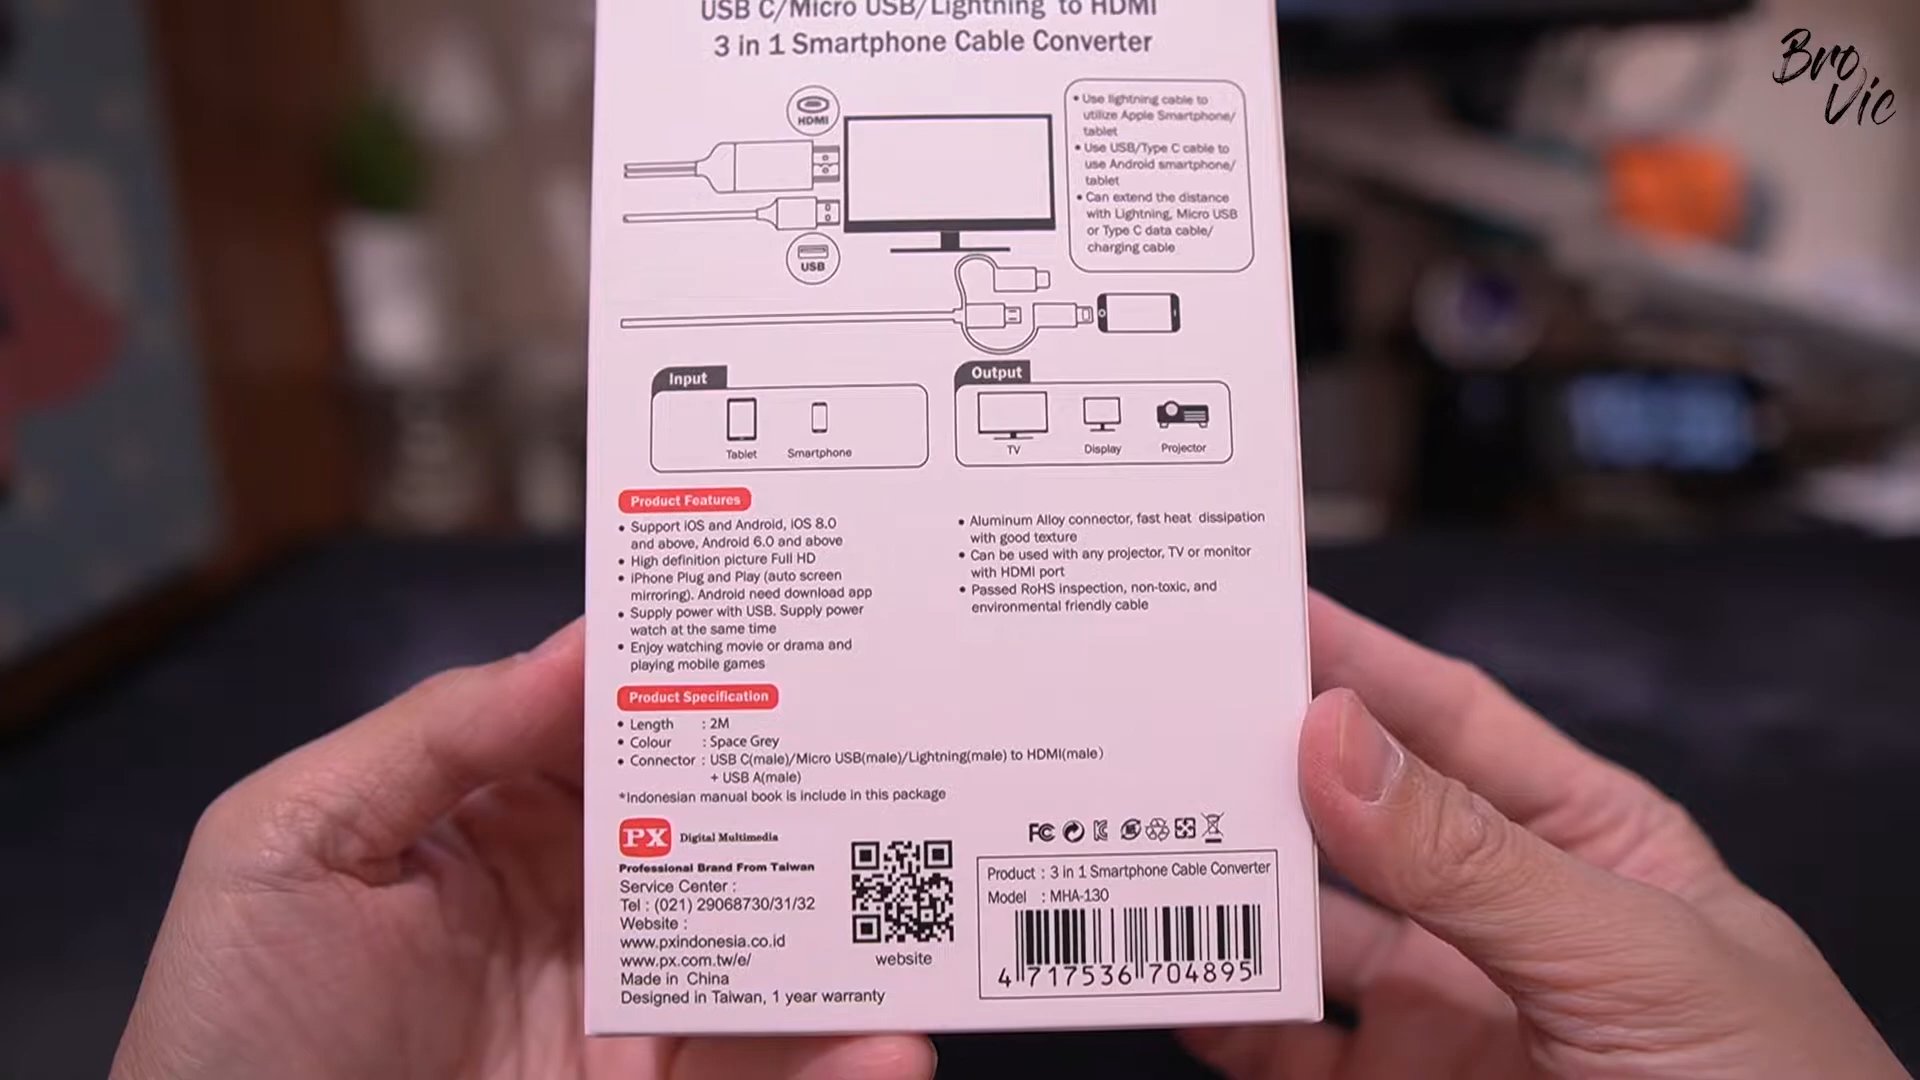 Bro Vic
USB C/Micro USB/Lightning to HDMI
3 in 1 Smartphone Cable Converter
HDMI
USB
• Use lightning cable to
utilize Apple Smartphone/
tablet
• Use USB/Type C cable to
use Android smartphone/
tablet
• Can extend the distance
with Lightning, Micro USB
or Type C data cable/
charging cable
Input
Tablet
Smartphone
Output
TV
Display
Projector
Product Features
• Support iOS and Android, iOS 8.0
and above, Android 6.0 and above
• High definition picture Full HD
• iPhone Plug and Play (auto screen
mirroring). Android need download app
• Supply power with USB. Supply power
watch at the same time
• Enjoy watching movie or drama and
playing mobile games
• Aluminum Alloy connector, fast heat dissipation
with good texture
• Can be used with any projector, TV or monitor
with HDMI port
• Passed RoHS inspection, non-toxic, and
environmental friendly cable
Product Specification
• Length : 2M
• Colour : Space Grey
• Connector : USB C(male)/Micro USB(male)/Lightning(male) to HDMI(male)
+ USB A(male)
*Indonesian manual book is include in this package
PX Digital Multimedia
Professional Brand From Taiwan
Service Center :
Tel : (021) 29068730/31/32
Website :
www.pxindonesia.co.id
www.px.com.tw/e/
Made in China
Designed in Taiwan, 1 year warranty
website
FC
Product : 3 in 1 Smartphone Cable Converter
Model : MHA-130
4 717536 704895